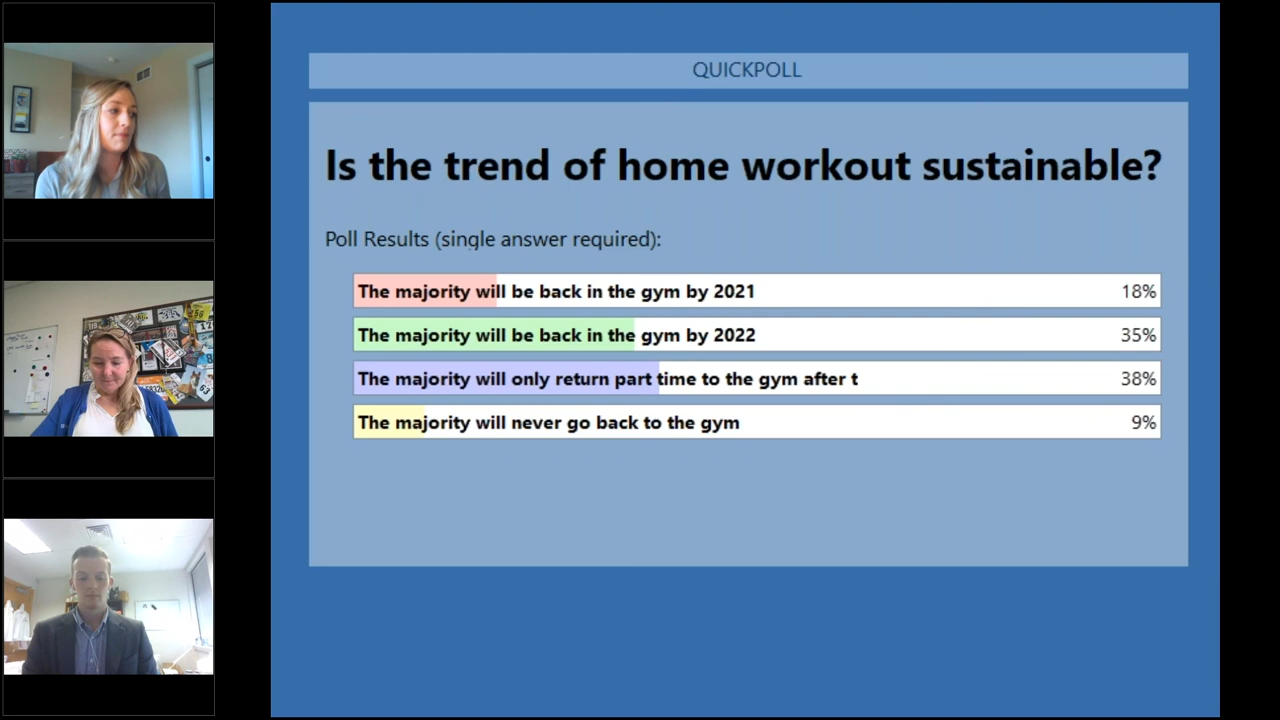 QUICKPOLL
Is the trend of home workout sustainable?
Poll Results (single answer required):
The majority will be back in the gym by 2021 18%
The majority will be back in the gym by 2022 35%
The majority will only return part time to the gym after t 38%
The majority will never go back to the gym 9%